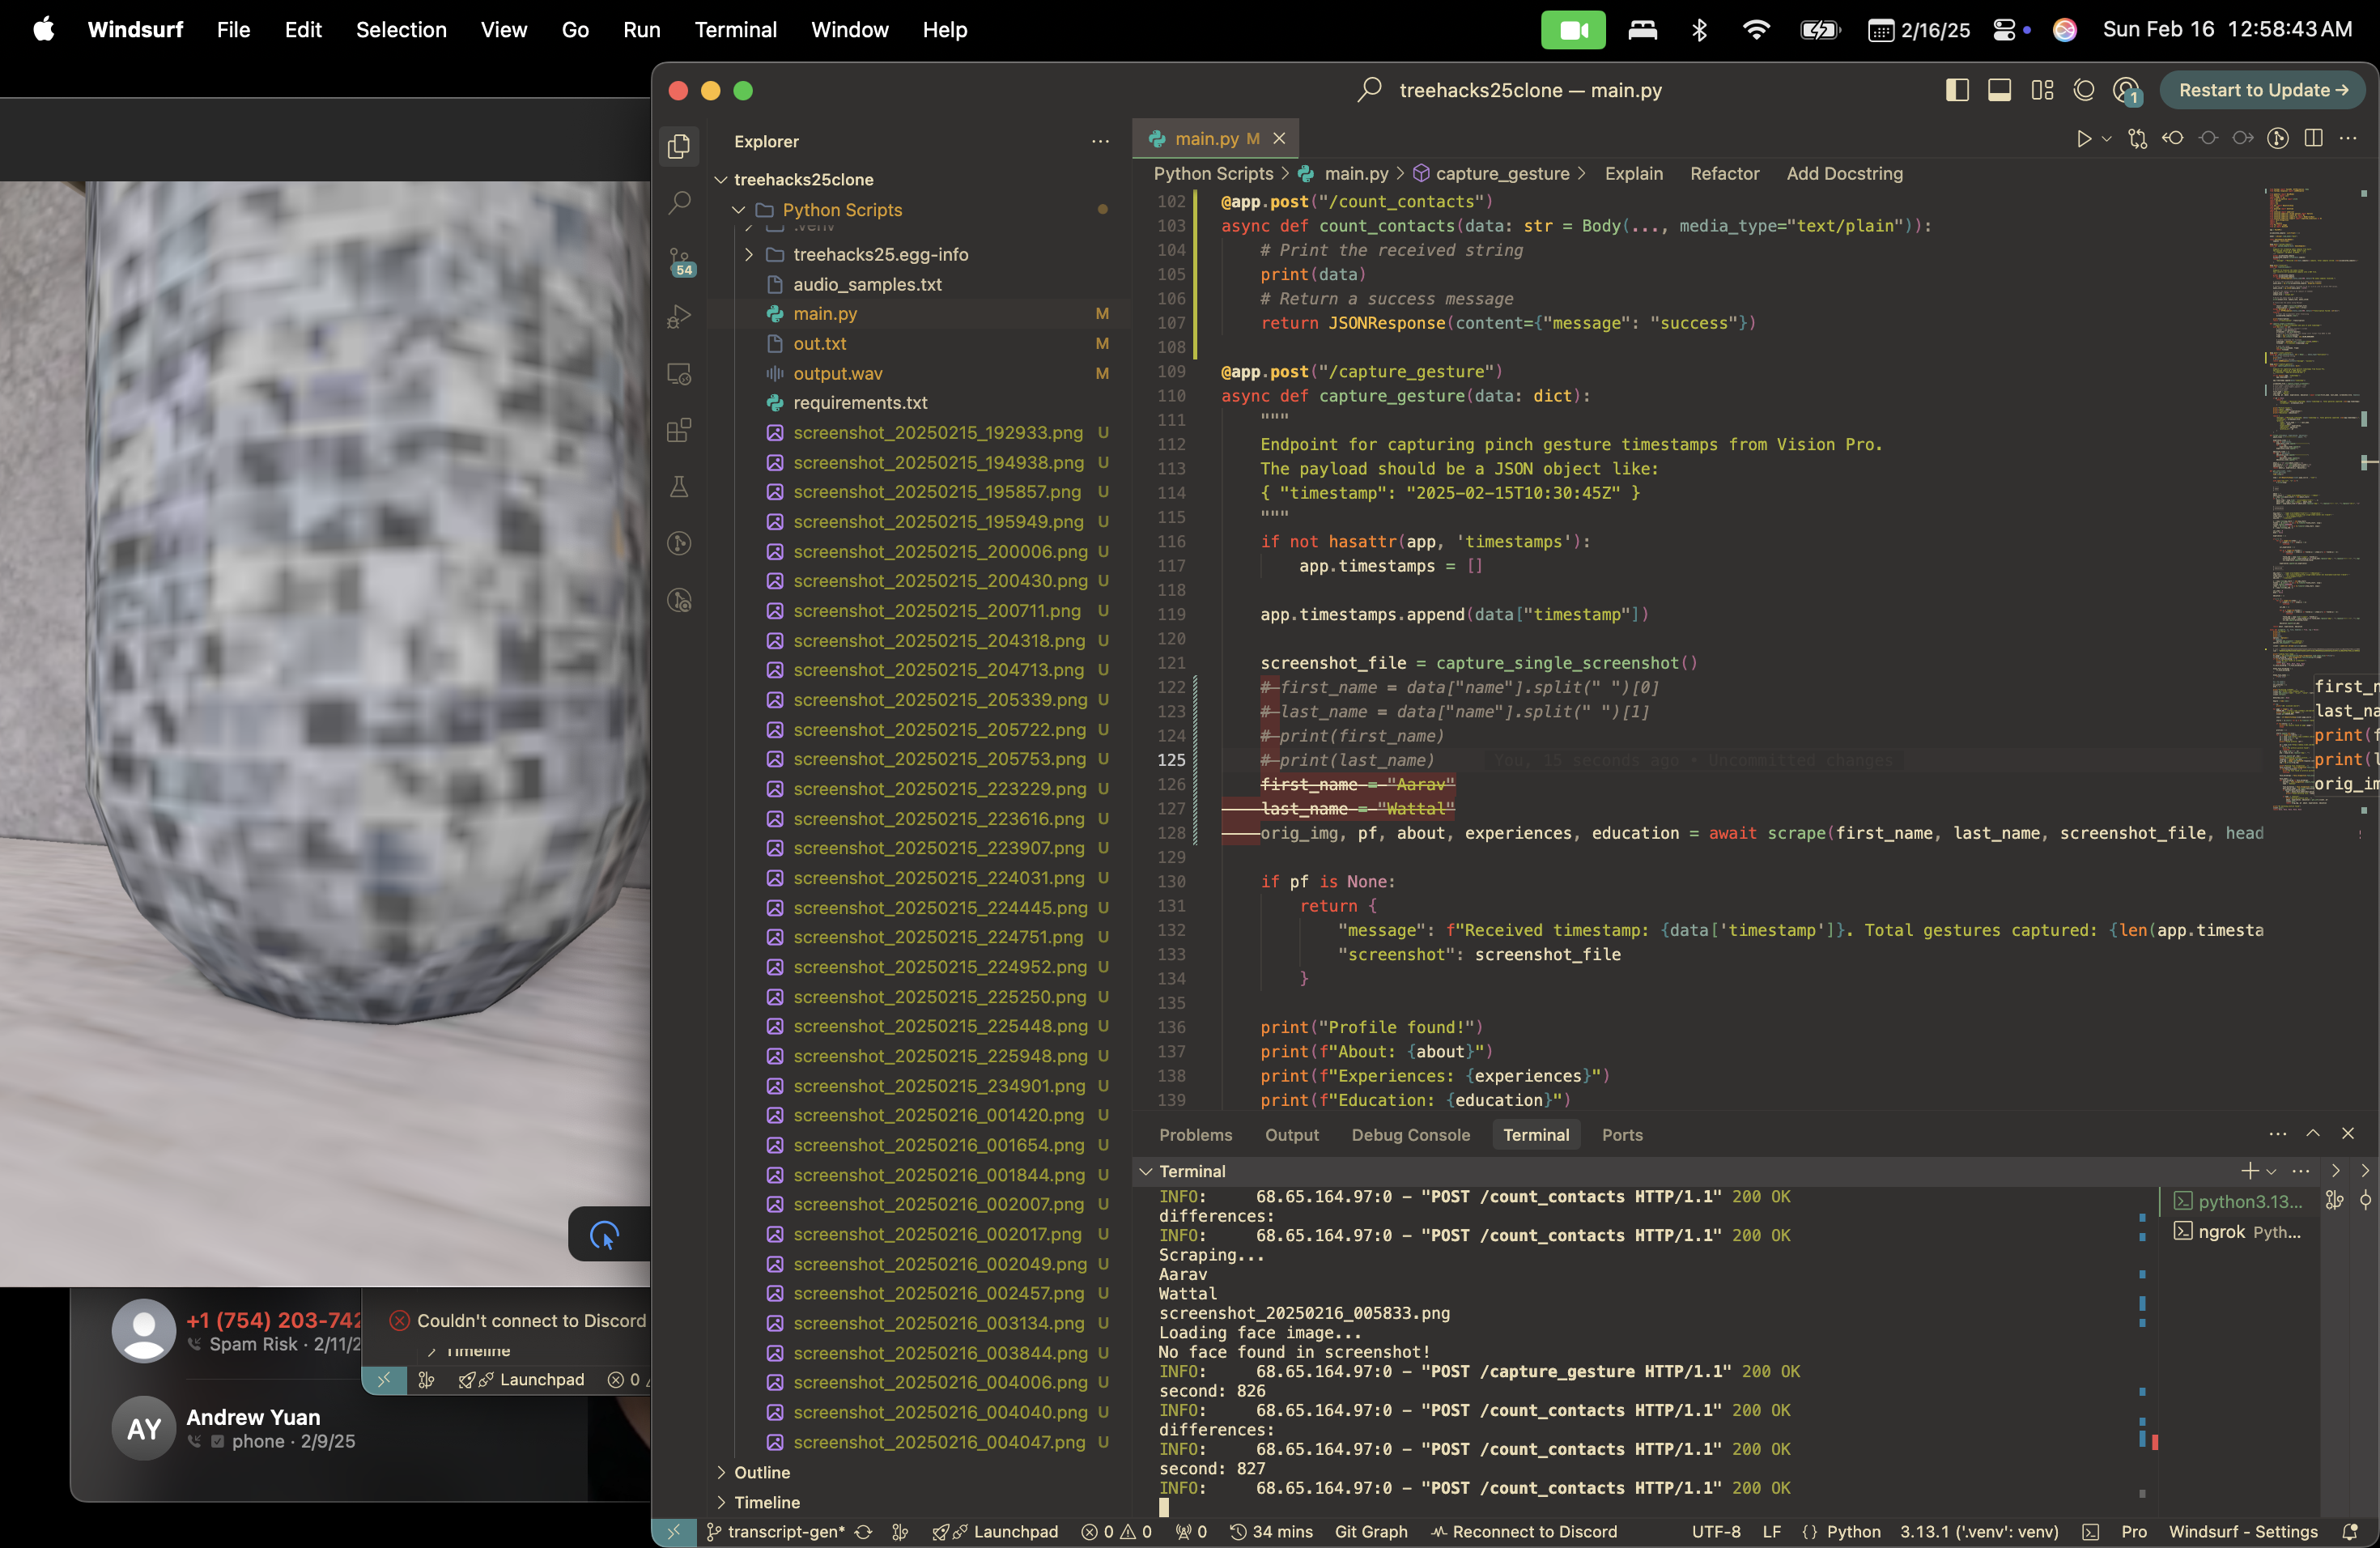 Windsurf File Edit Selection View Go Run Terminal Window Help
2/16/25 Sun Feb 16 12:58:43 AM
treehacks25clone — main.py
1
Restart to Update →
Explorer
treehacks25clone
Python Scripts
.venv
treehacks25.egg-info
audio_samples.txt
main.py M
out.txt M
output.wav M
requirements.txt
screenshot_20250215_192933.png U
screenshot_20250215_194938.png U
screenshot_20250215_195857.png U
screenshot_20250215_195949.png U
screenshot_20250215_200006.png U
screenshot_20250215_200430.png U
screenshot_20250215_200711.png U
screenshot_20250215_204318.png U
screenshot_20250215_204713.png U
screenshot_20250215_205339.png U
screenshot_20250215_205722.png U
screenshot_20250215_205753.png U
screenshot_20250215_223229.png U
screenshot_20250215_223616.png U
screenshot_20250215_223907.png U
screenshot_20250215_224031.png U
screenshot_20250215_224445.png U
screenshot_20250215_224751.png U
screenshot_20250215_224952.png U
screenshot_20250215_225250.png U
screenshot_20250215_225448.png U
screenshot_20250215_225948.png U
screenshot_20250215_234901.png U
screenshot_20250216_001420.png U
screenshot_20250216_001654.png U
screenshot_20250216_001844.png U
screenshot_20250216_002007.png U
screenshot_20250216_002017.png U
screenshot_20250216_002049.png U
screenshot_20250216_002457.png U
screenshot_20250216_003134.png U
screenshot_20250216_003844.png U
screenshot_20250216_004006.png U
screenshot_20250216_004040.png U
screenshot_20250216_004047.png U
Outline
Timeline
54
main.py M
Python Scripts > main.py > capture_gesture > Explain Refactor Add Docstring
102 @app.post("/count_contacts")
103 async def count_contacts(data: str = Body(..., media_type="text/plain")):
104 # Print the received string
105 print(data)
106 # Return a success message
107 return JSONResponse(content={"message": "success"})
108
109 @app.post("/capture_gesture")
110 async def capture_gesture(data: dict):
111 """
112 Endpoint for capturing pinch gesture timestamps from Vision Pro.
113 The payload should be a JSON object like:
114 { "timestamp": "2025-02-15T10:30:45Z" }
115 """
116 if not hasattr(app, 'timestamps'):
117 app.timestamps = []
118
119 app.timestamps.append(data["timestamp"])
120
121 screenshot_file = capture_single_screenshot()
122 # first_name = data["name"].split(" ")[0]
123 # last_name = data["name"].split(" ")[1]
124 # print(first_name)
125 # print(last_name) You, 15 seconds ago • Uncommitted changes
126 first_name = "Aarav"
127 last_name = "Wattal"
128 orig_img, pf, about, experiences, education = await scrape(first_name, last_name, screenshot_file, head
129
130 if pf is None:
131 return {
132 "message": f"Received timestamp: {data['timestamp']}. Total gestures captured: {len(app.timesta
133 "screenshot": screenshot_file
134 }
135
136 print("Profile found!")
137 print(f"About: {about}")
138 print(f"Experiences: {experiences}")
139 print(f"Education: {education}")
first_n
last_na
print(f
print(l
orig_im
Problems Output Debug Console Terminal Ports
Terminal
INFO: 68.65.164.97:0 - "POST /count_contacts HTTP/1.1" 200 OK
differences:
INFO: 68.65.164.97:0 - "POST /count_contacts HTTP/1.1" 200 OK
Scraping...
Aarav
Wattal
screenshot_20250216_005833.png
Loading face image...
No face found in screenshot!
INFO: 68.65.164.97:0 - "POST /capture_gesture HTTP/1.1" 200 OK
second: 826
INFO: 68.65.164.97:0 - "POST /count_contacts HTTP/1.1" 200 OK
differences:
INFO: 68.65.164.97:0 - "POST /count_contacts HTTP/1.1" 200 OK
second: 827
INFO: 68.65.164.97:0 - "POST /count_contacts HTTP/1.1" 200 OK
python3.13...
ngrok Pyth...
+1 (754) 203-742
Spam Risk · 2/11/2
AY
Andrew Yuan
phone · 2/9/25
Couldn't connect to Discord
Timeline
Launchpad 0
transcript-gen* Launchpad 0 0 0 34 mins Git Graph Reconnect to Discord UTF-8 LF {} Python 3.13.1 ('.venv': venv) Pro Windsurf - Settings